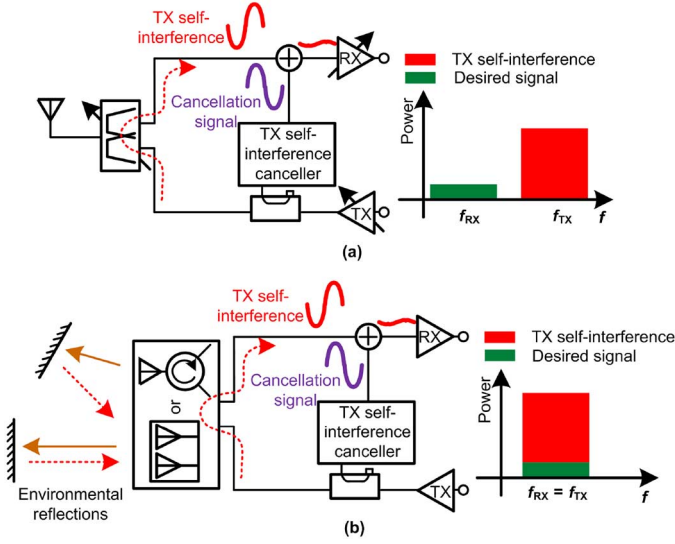 TX self-
interference
RX
Cancellation
signal
TX self-
interference
canceller
TX
TX self-interference
Desired signal
Power
fRX
fTX
f
(a)
TX self-
interference
RX
Cancellation
signal
or
TX self-
interference
canceller
TX
Environmental
reflections
TX self-interference
Desired signal
Power
fRX = fTX
f
(b)